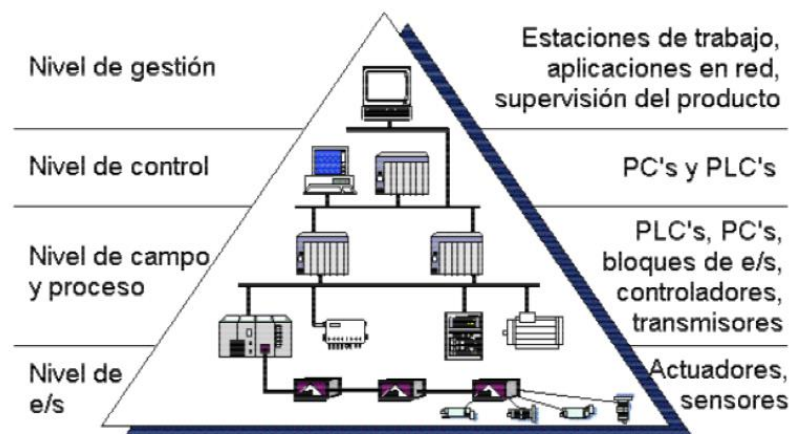 Nivel de gestión
Estaciones de trabajo,
aplicaciones en red,
supervisión del producto
Nivel de control
PC's y PLC's
Nivel de campo
y proceso
PLC's, PC's,
bloques de e/s,
controladores,
transmisores
Nivel de
e/s
Actuadores,
sensores